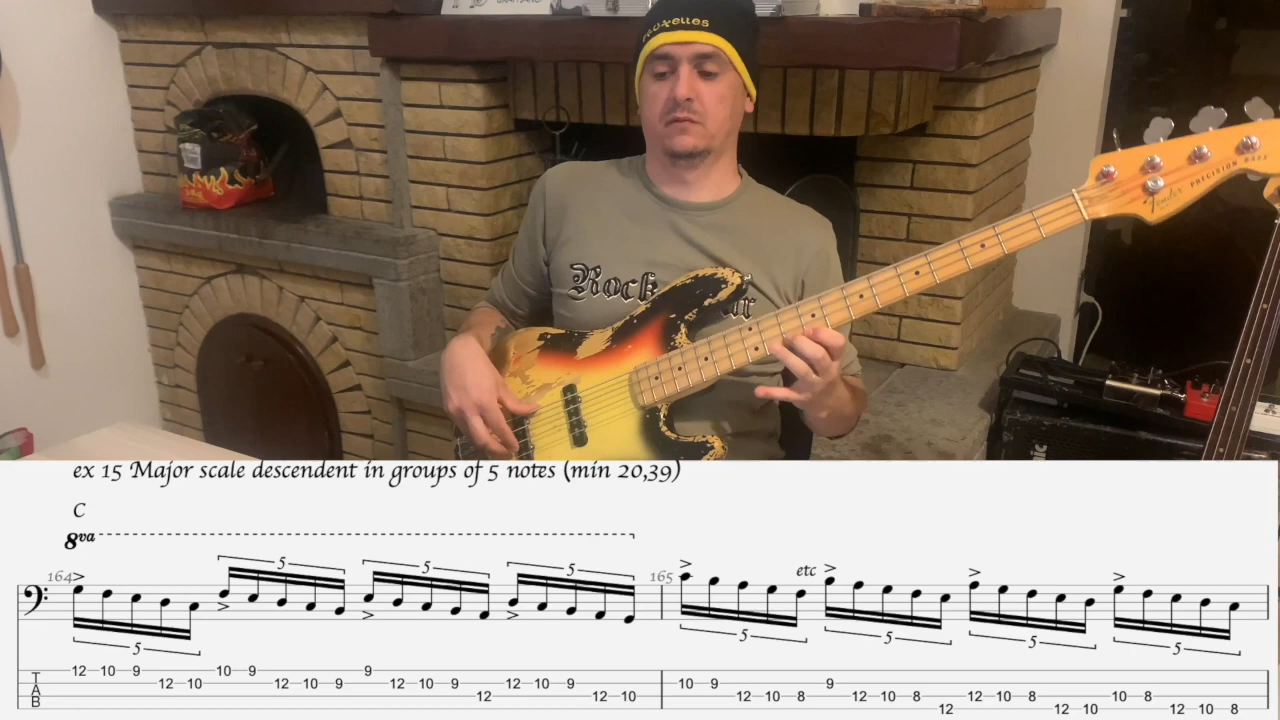 BRUXELLES
Rock
Fender PRECISION BASS
ex 15 Major scale descendent in groups of 5 notes (min 20,39)
C
8va
5 5 5
164 165 etc
5 5 5 5 5
12 10 9 10 9 9
12 10 12 10 9 12 10 9 12 10 9 10 9 9
12 12 10 12 10 8 12 10 8 12 10 8 10 8
12 12 10 12 10 8
T
A
B